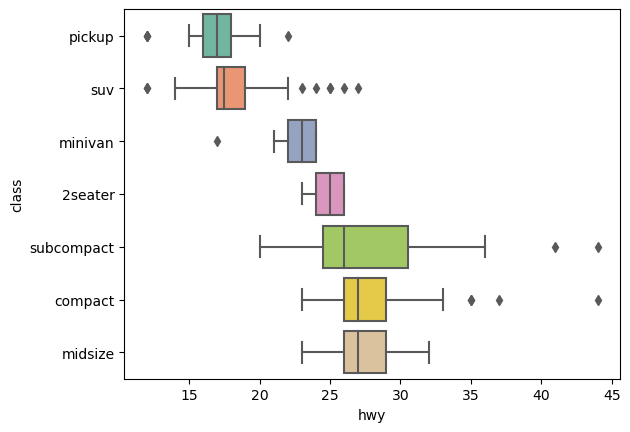 pickup
suv
minivan
2seater
subcompact
compact
midsize
class
15 20 25 30 35 40 45
hwy